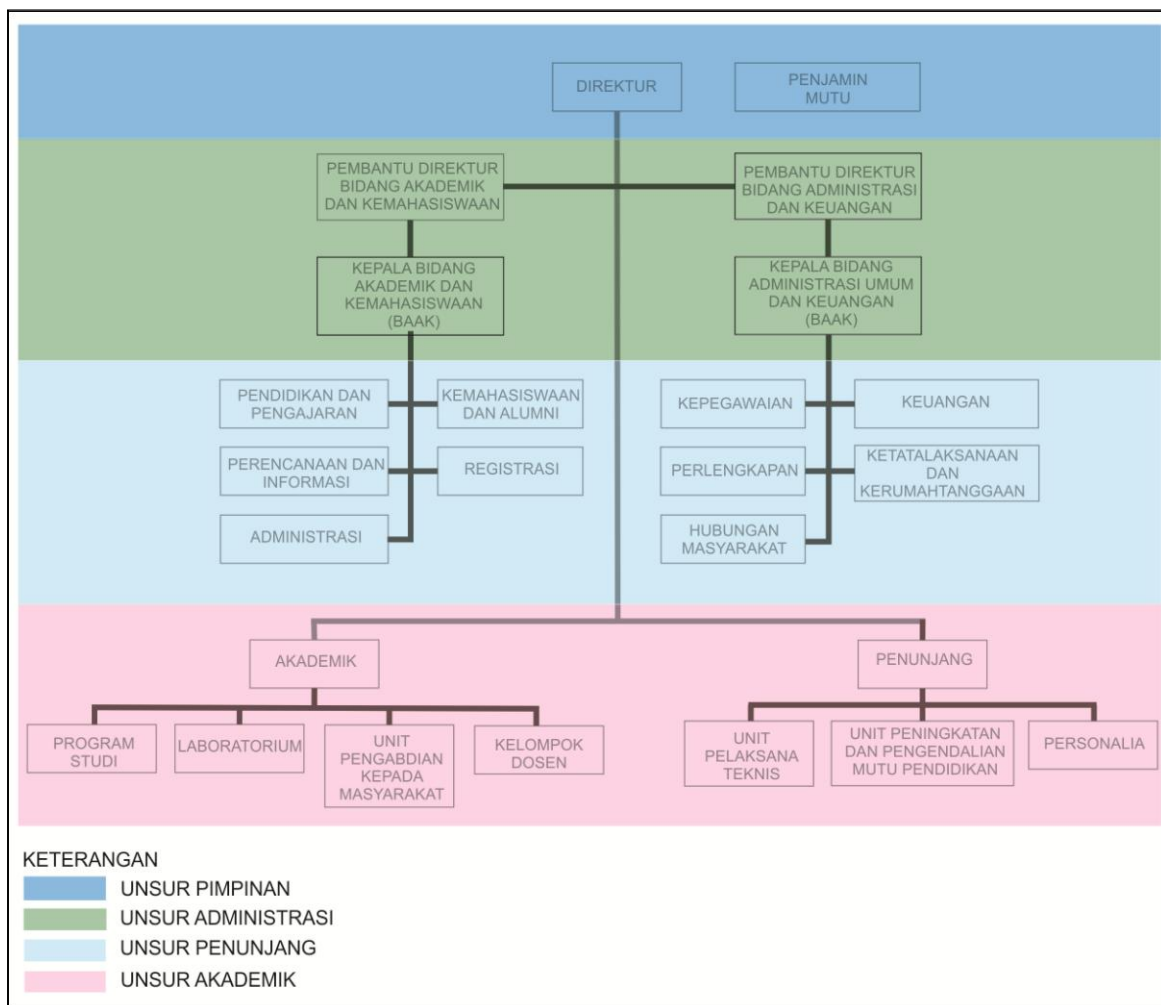 DIREKTUR
PENJAMIN
MUTU
PEMBANTU DIREKTUR
BIDANG AKADEMIK
DAN KEMAHASISWAAN
PEMBANTU DIREKTUR
BIDANG ADMINISTRASI
DAN KEUANGAN
KEPALA BIDANG
AKADEMIK DAN
KEMAHASISWAAN
(BAAK)
KEPALA BIDANG
ADMINISTRASI UMUM
DAN KEUANGAN
(BAAK)
PENDIDIKAN DAN
PENGAJARAN
KEMAHASISWAAN
DAN ALUMNI
KEPEGAWAIAN
KEUANGAN
PERENCANAAN DAN
INFORMASI
REGISTRASI
PERLENGKAPAN
KETATALAKSANAAN
DAN
KERUMAHTANGGAAN
ADMINISTRASI
HUBUNGAN
MASYARAKAT
AKADEMIK
PENUNJANG
PROGRAM
STUDI
LABORATORIUM
UNIT
PENGABDIAN
KEPADA
MASYARAKAT
KELOMPOK
DOSEN
UNIT
PELAKSANA
TEKNIS
UNIT PENINGKATAN
DAN PENGENDALIAN
MUTU PENDIDIKAN
PERSONALIA
KETERANGAN
UNSUR PIMPINAN
UNSUR ADMINISTRASI
UNSUR PENUNJANG
UNSUR AKADEMIK